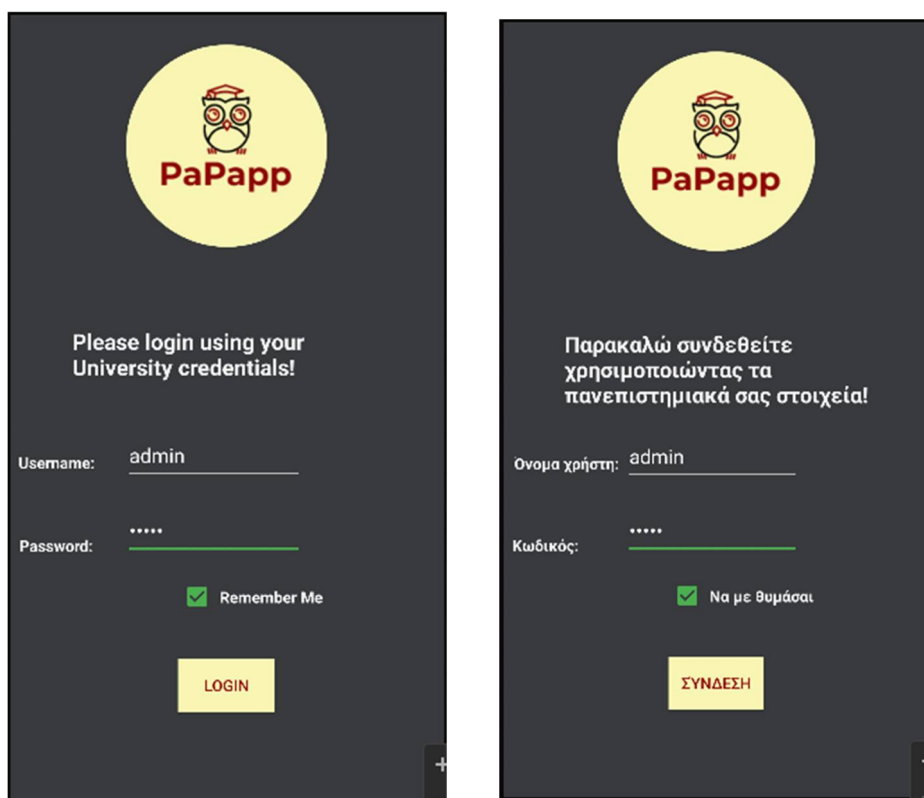 PaPapp
Please login using your
University credentials!
Username: admin
Password: •••••
Remember Me
LOGIN
+
PaPapp
Παρακαλώ συνδεθείτε
χρησιμοποιώντας τα
πανεπιστημιακά σας στοιχεία!
Όνομα χρήστη: admin
Κωδικός: •••••
Να με θυμάσαι
ΣΎΝΔΕΣΗ